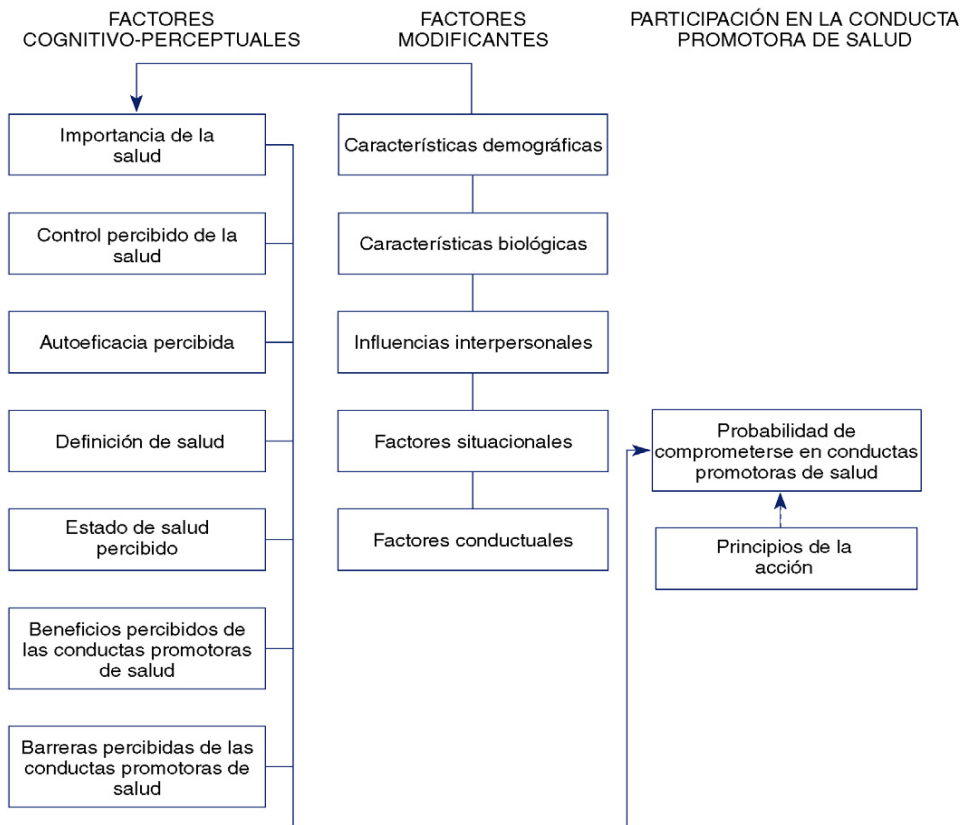 FACTORES
COGNITIVO-PERCEPTUALES
Importancia de la
salud
Control percibido de la
salud
Autoeficacia percibida
Definición de salud
Estado de salud
percibido
Beneficios percibidos de
las conductas promotoras
de salud
Barreras percibidas de las
conductas promotoras de
salud
FACTORES
MODIFICANTES
Características demográficas
Características biológicas
Influencias interpersonales
Factores situacionales
Factores conductuales
PARTICIPACIÓN EN LA CONDUCTA
PROMOTORA DE SALUD
Probabilidad de
comprometerse en conductas
promotoras de salud
Principios de la
acción